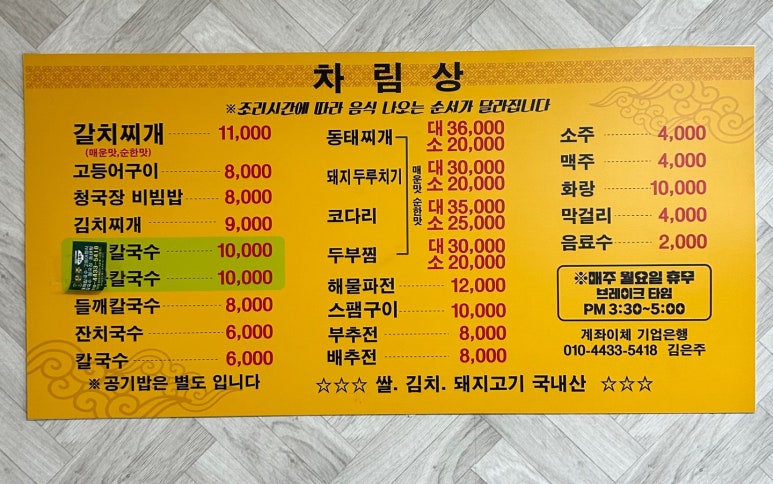 차림상
※조리시간에 따라 음식 나오는 순서가 달라집니다
갈치찌개 11,000
(매운맛,순한맛)
고등어구이 8,000
청국장 비빔밥 8,000
김치찌개 9,000
칼국수 10,000
칼국수 10,000
들깨칼국수 8,000
잔치국수 6,000
칼국수 6,000
※공기밥은 별도 입니다
동태찌개 대 36,000
소 20,000
돼지두루치기 대 30,000
소 20,000
코다리 대 35,000
소 25,000
두부찜 대 30,000
소 20,000
매운맛 순한맛
해물파전 12,000
스팸구이 10,000
부추전 8,000
배추전 8,000
☆☆☆ 쌀. 김치. 돼지고기 국내산 ☆☆☆
소주 4,000
맥주 4,000
화랑 10,000
막걸리 4,000
음료수 2,000
※매주 월요일 휴무
브레이크 타임
PM 3:30~5:00
계좌이체 기업은행
010-4433-5418 김은주